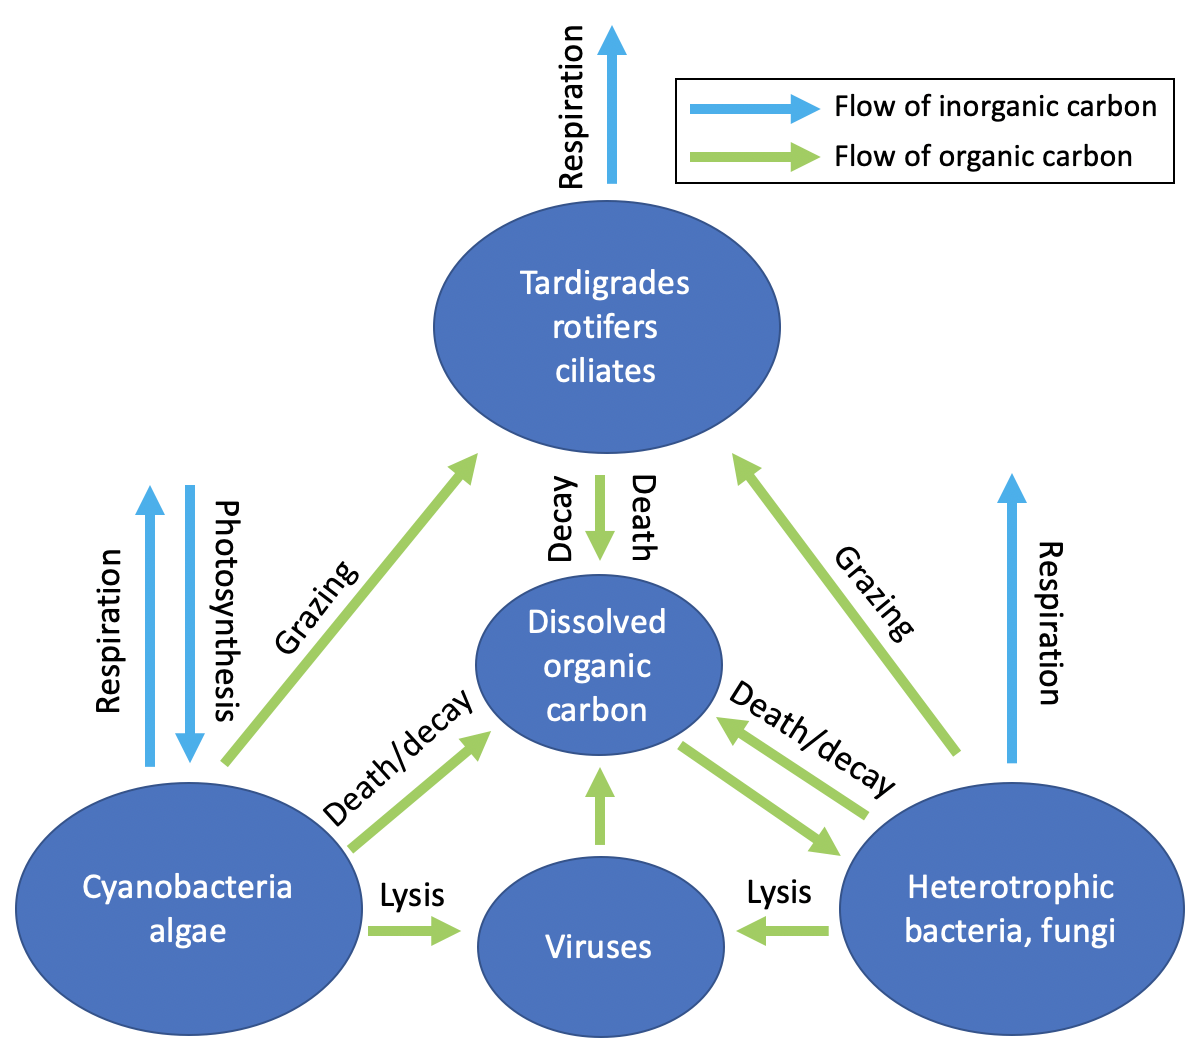 Respiration
Flow of inorganic carbon
Flow of organic carbon
Tardigrades
rotifers
ciliates
Respiration
Photosynthesis
Grazing
Decay
Death
Grazing
Respiration
Dissolved
organic
carbon
Death/decay
Death/decay
Cyanobacteria
algae
Lysis
Viruses
Lysis
Heterotrophic
bacteria, fungi